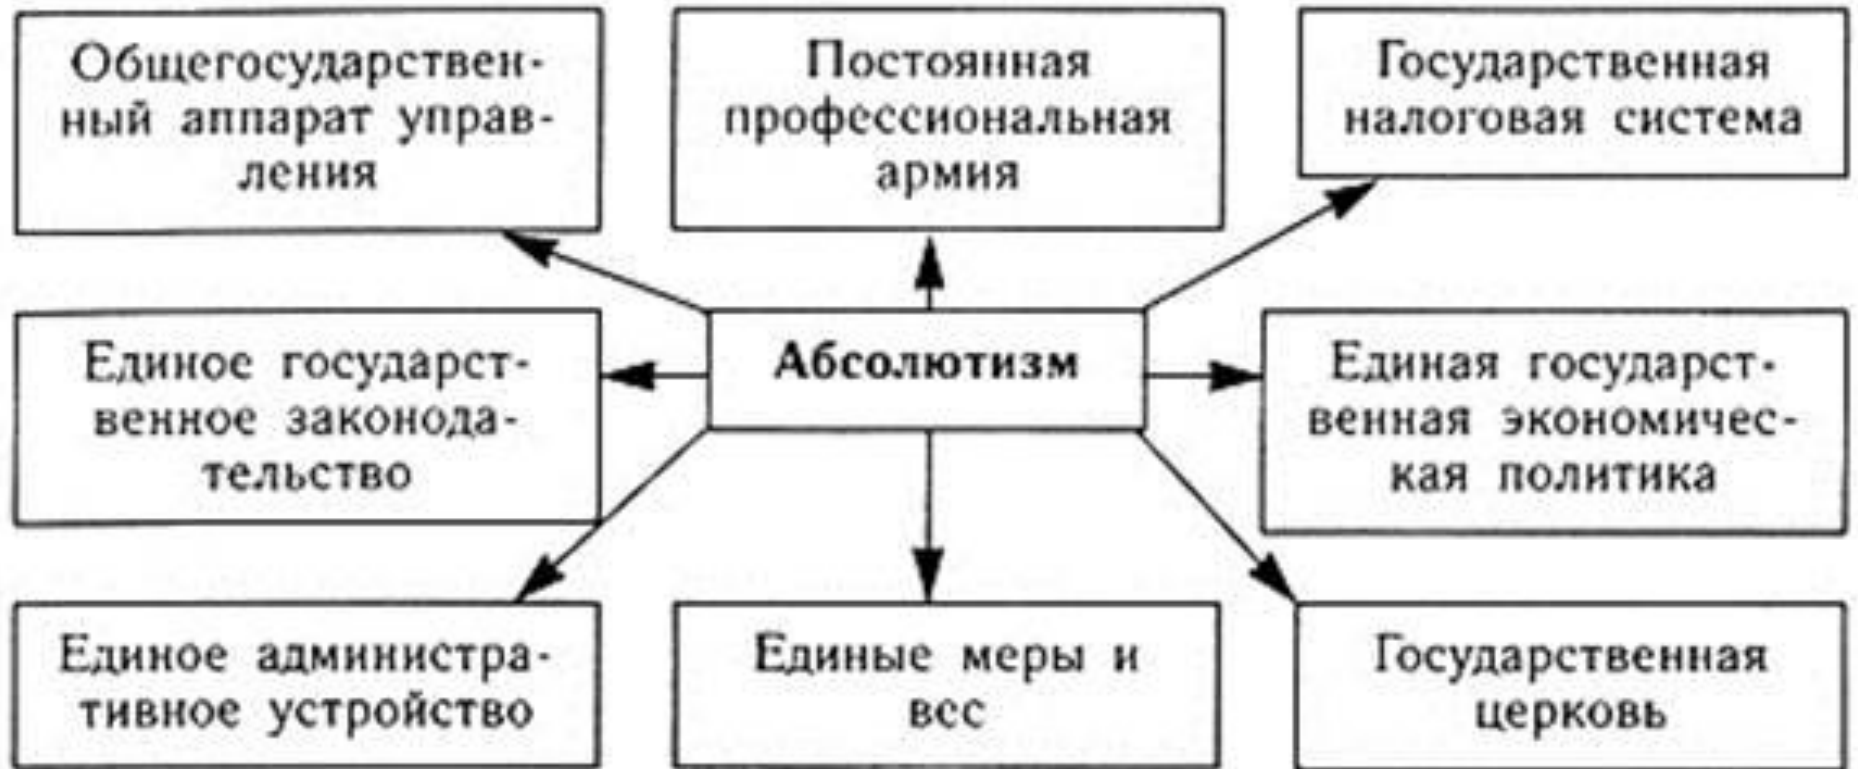 Общегосударствен-
ный аппарат управ-
ления
Постоянная
профессиональная
армия
Государственная
налоговая система
Единое государст-
венное законода-
тельство
Абсолютизм
Единая государст-
венная экономичес-
кая политика
Единое администра-
тивное устройство
Единые меры и
вес
Государственная
церковь